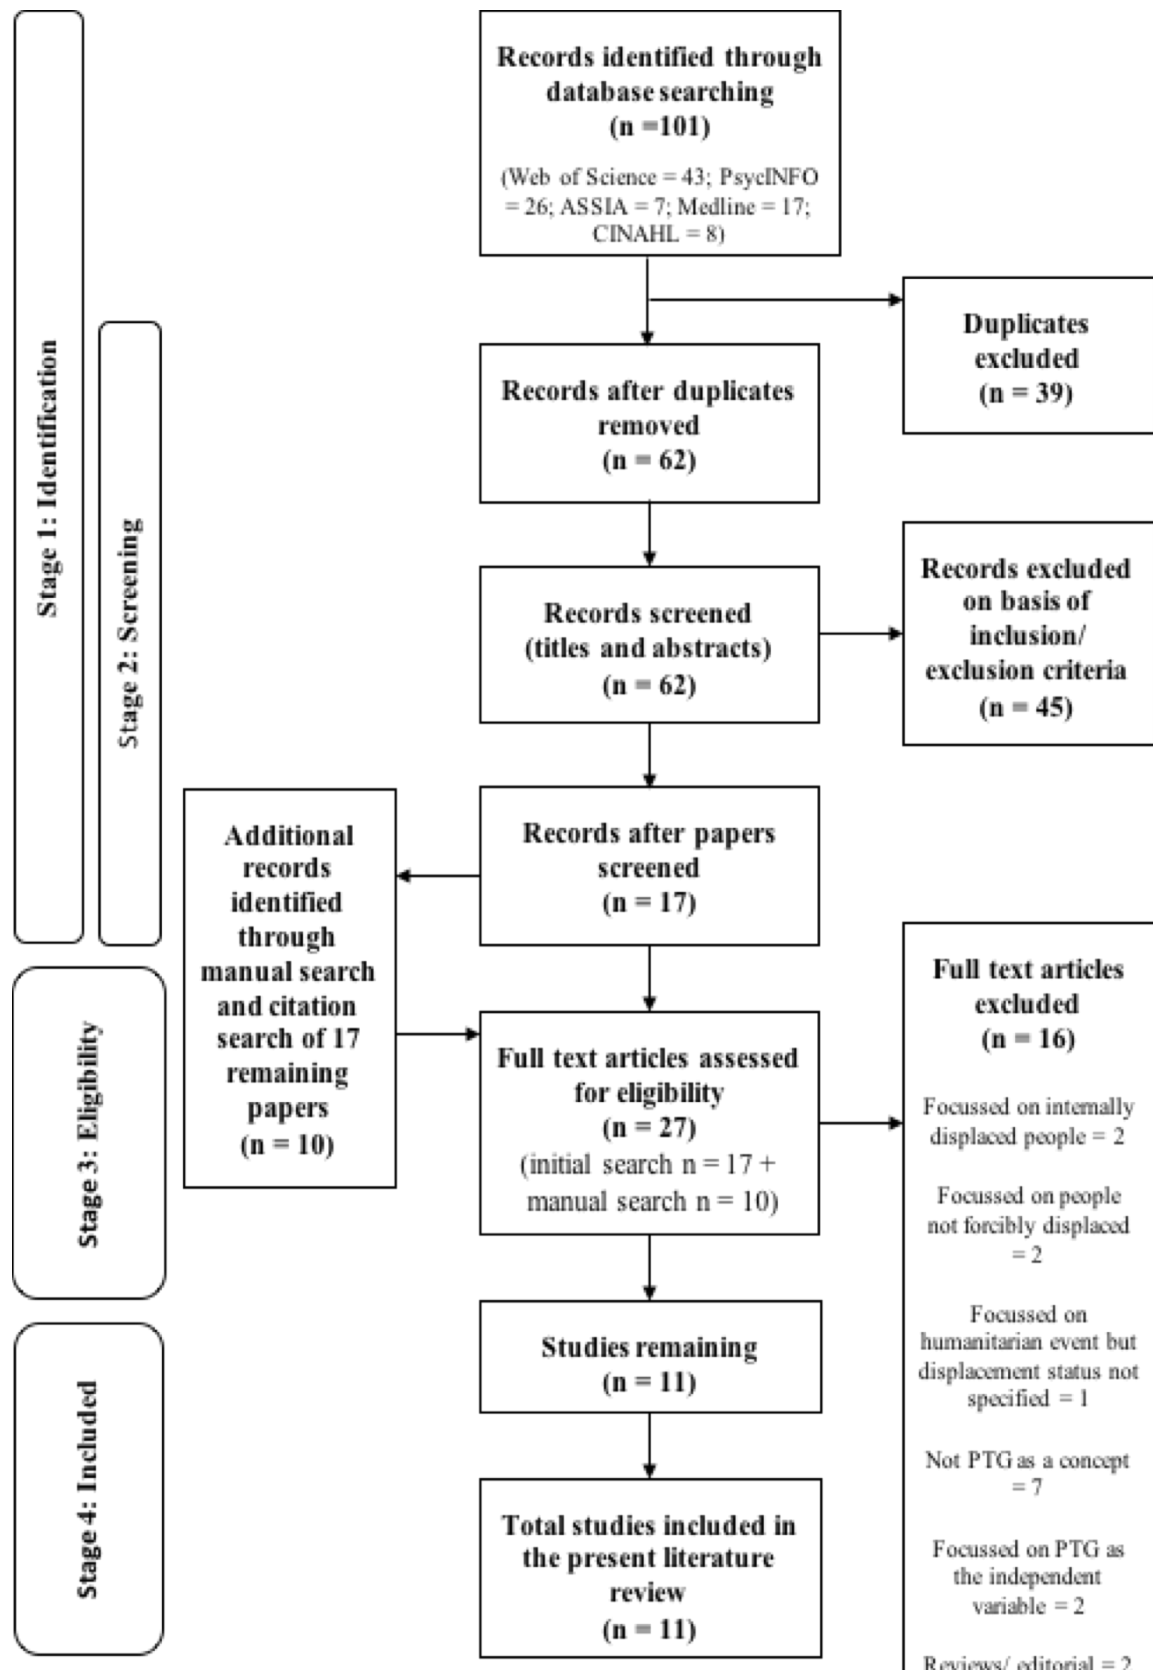 Records identified through
database searching
(n =101)
(Web of Science = 43; PsycINFO
= 26; ASSIA = 7; Medline = 17;
CINAHL = 8)
Duplicates
excluded
(n = 39)
Stage 1: Identification
Stage 2: Screening
Records after duplicates
removed
(n = 62)
Records screened
(titles and abstracts)
(n = 62)
Records excluded
on basis of
inclusion/
exclusion criteria
(n = 45)
Records after papers
screened
(n = 17)
Additional
records
identified
through
manual search
and citation
search of 17
remaining
papers
(n = 10)
Stage 3: Eligibility
Full text articles assessed
for eligibility
(n = 27)
(initial search n = 17 +
manual search n = 10)
Full text articles
excluded
(n = 16)
Focussed on internally
displaced people = 2
Focussed on people
not forcibly displaced
= 2
Focussed on
humanitarian event but
displacement status not
specified = 1
Not PTG as a concept
= 7
Focussed on PTG as
the independent
variable = 2
Reviews/ editorial = 2
Stage 4: Included
Studies remaining
(n = 11)
Total studies included in
the present literature
review
(n = 11)